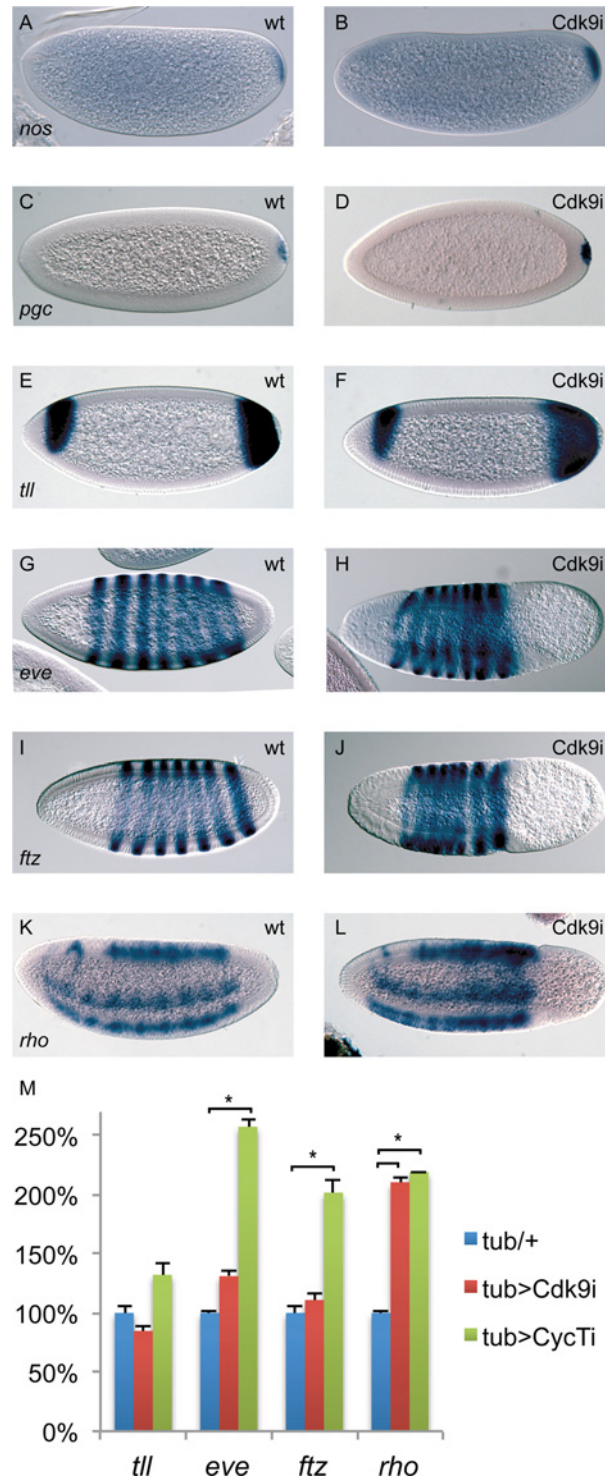 A wt
B Cdk9i
nos
C wt
D Cdk9i
pgc
E wt
F Cdk9i
tll
G wt
H Cdk9i
eve
I wt
J Cdk9i
ftz
K wt
L Cdk9i
rho
M
* * *
250%
200%
150%
100%
50%
0%
tll eve ftz rho
tub/+
tub>Cdk9i
tub>CycTi